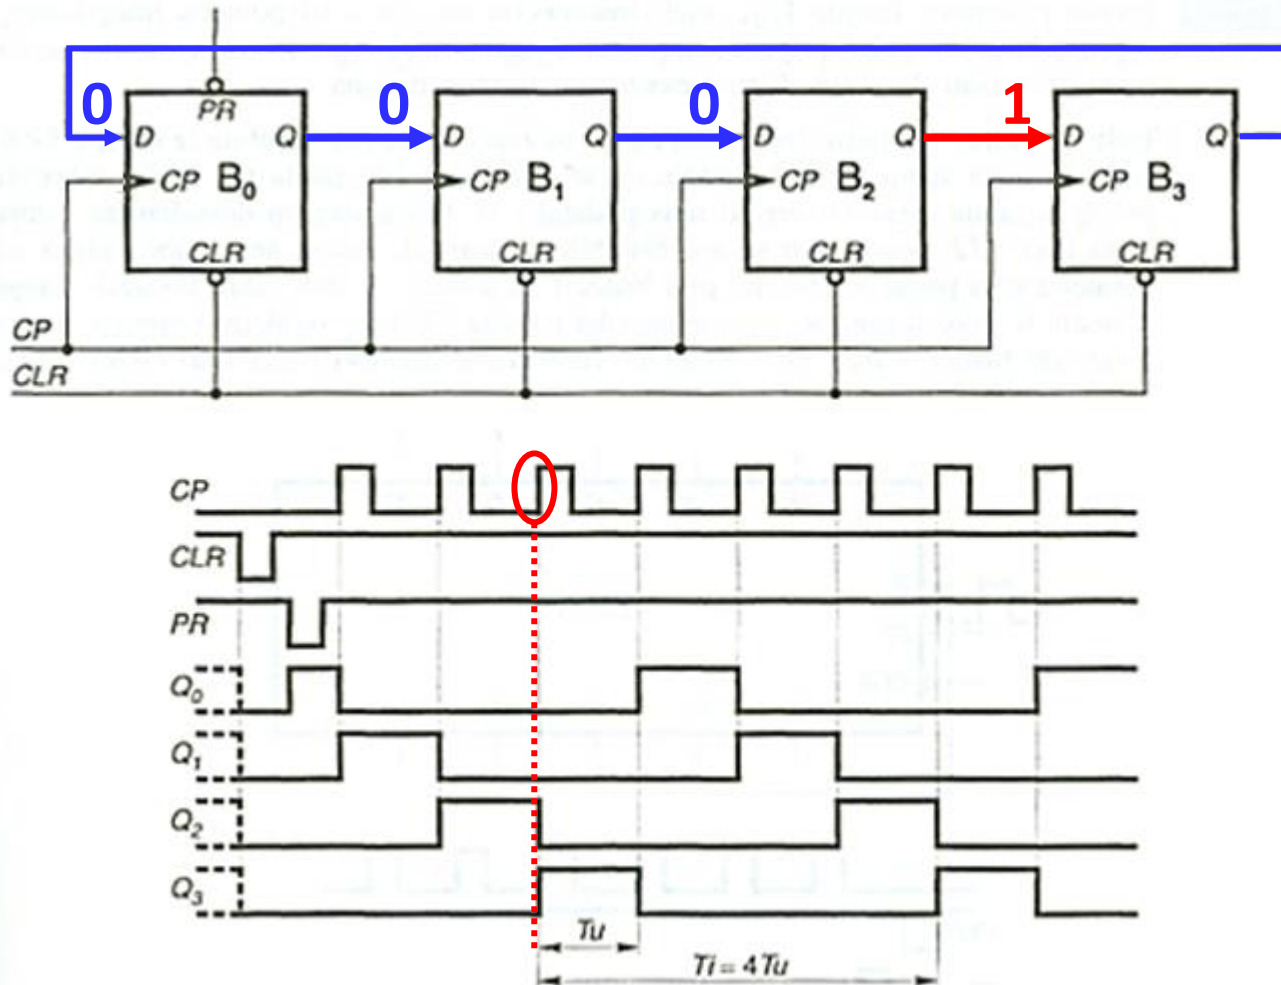 0 0 0 1
PR
D Q D Q D Q D Q
CP B₀ CP B₁ CP B₂ CP B₃
CLR CLR CLR CLR
CP
CLR
CP
CLR
PR
Q₀
Q₁
Q₂
Q₃
Tu
Ti = 4Tu